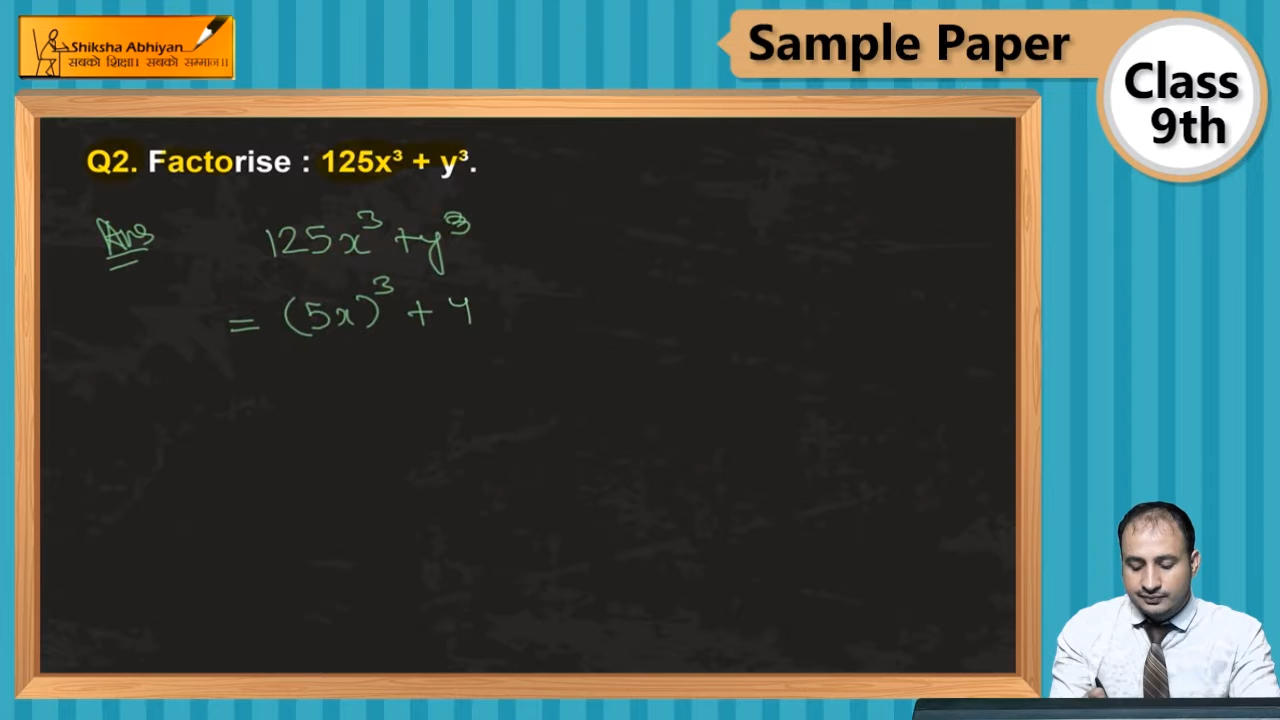 Shiksha Abhiyan
सबको शिक्षा। सबको सम्मान।।
Sample Paper
Class
9th
Q2. Factorise : 125x³ + y³.
Ans 125x³ + y³
= (5x)³ + y